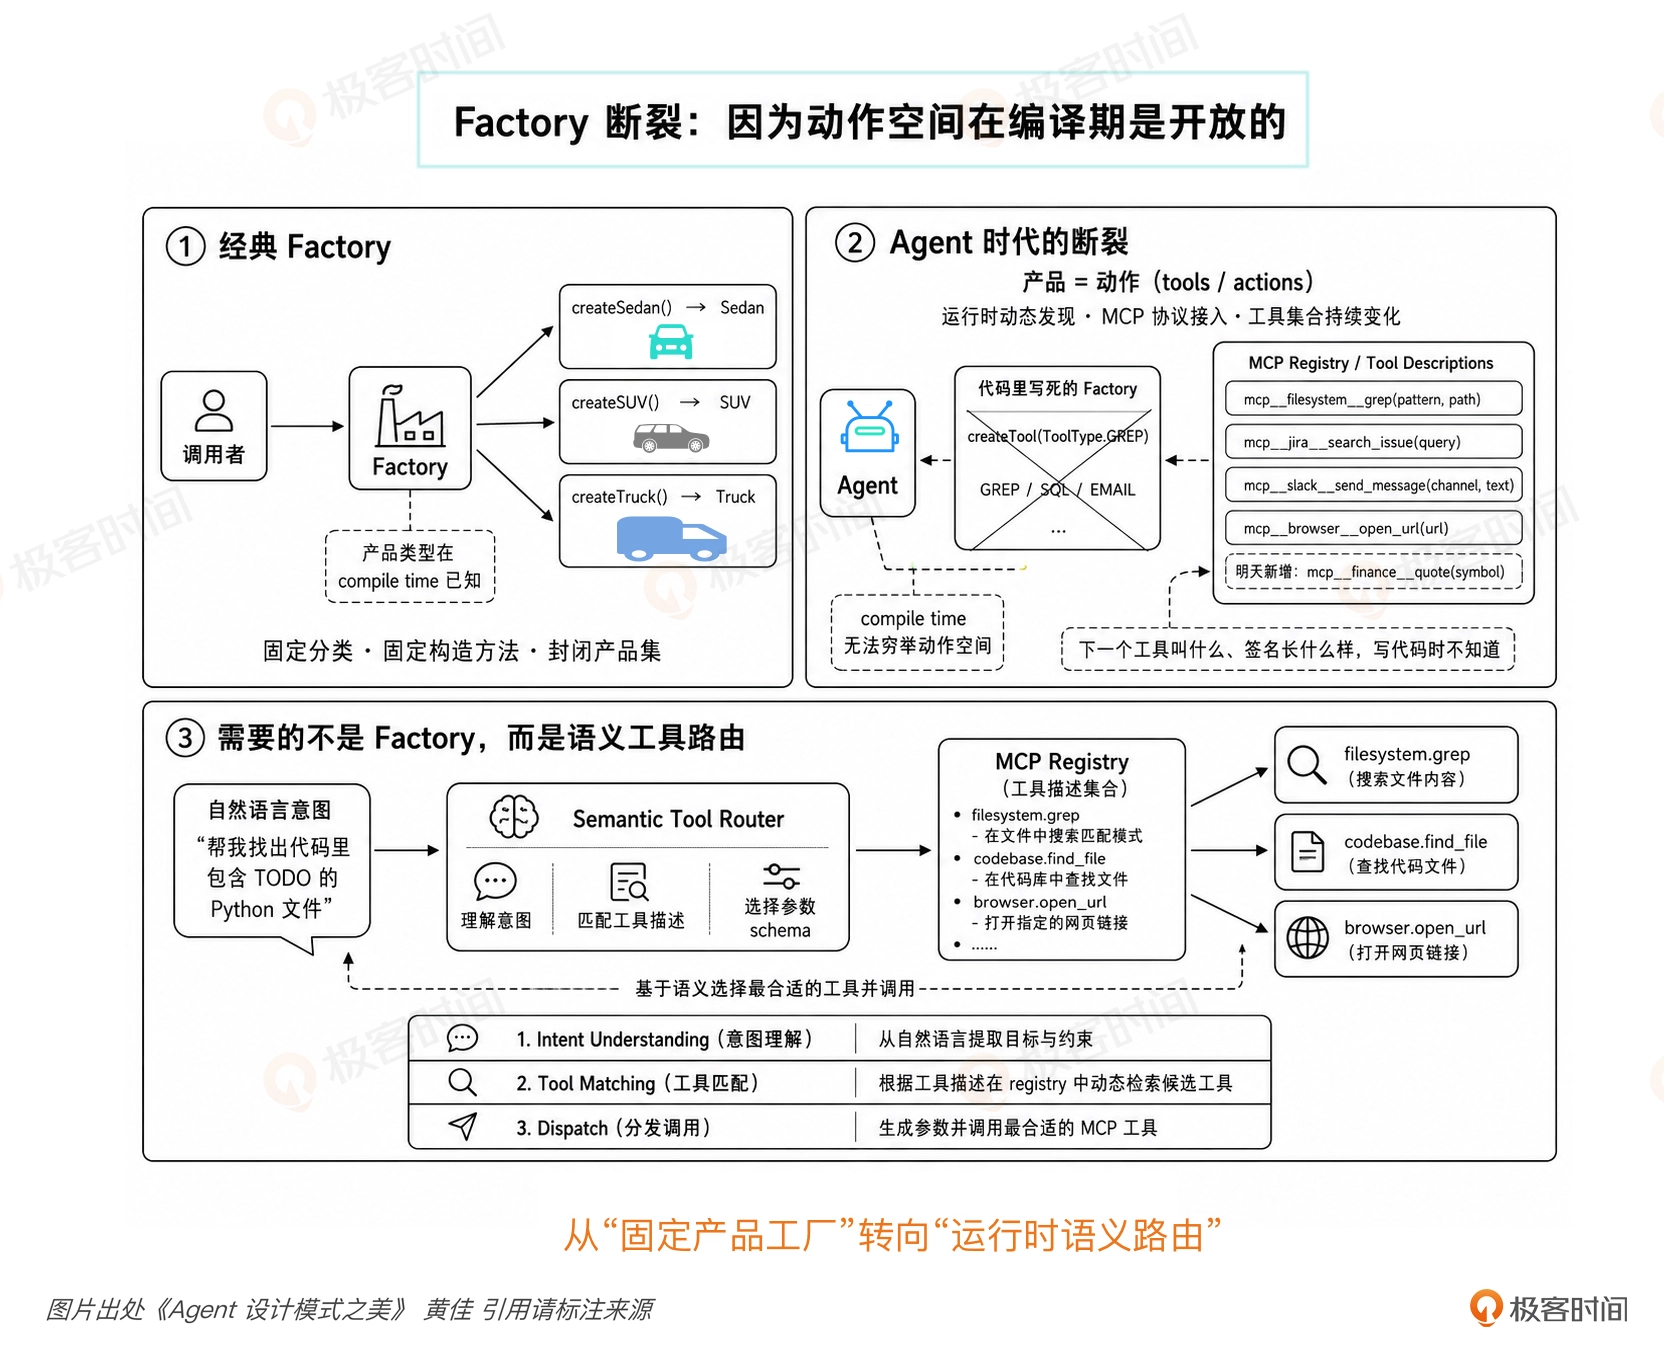 Factory 断裂：因为动作空间在编译期是开放的
① 经典 Factory
调用者
Factory
createSedan() → Sedan
createSUV() → SUV
createTruck() → Truck
产品类型在
compile time 已知
固定分类 · 固定构造方法 · 封闭产品集
② Agent 时代的断裂
产品 = 动作（tools / actions）
运行时动态发现 · MCP 协议接入 · 工具集合持续变化
Agent
代码里写死的 Factory
createTool(ToolType.GREP)
GREP / SQL / EMAIL
...
MCP Registry / Tool Descriptions
mcp__filesystem__grep(pattern, path)
mcp__jira__search_issue(query)
mcp__slack__send_message(channel, text)
mcp__browser__open_url(url)
明天新增：mcp__finance__quote(symbol)
compile time
无法穷举动作空间
下一个工具叫什么、签名长什么样，写代码时不知道
③ 需要的不是 Factory，而是语义工具路由
自然语言意图
“帮我找出代码里
包含 TODO 的
Python 文件”
Semantic Tool Router
理解意图
匹配工具描述
选择参数
schema
MCP Registry
（工具描述集合）
• filesystem.grep
- 在文件中搜索匹配模式
• codebase.find_file
- 在代码库中查找文件
• browser.open_url
- 打开指定的网页链接
• ......
filesystem.grep
（搜索文件内容）
codebase.find_file
（查找代码文件）
browser.open_url
（打开网页链接）
基于语义选择最合适的工具并调用
1. Intent Understanding（意图理解） 从自然语言提取目标与约束
2. Tool Matching（工具匹配） 根据工具描述在 registry 中动态检索候选工具
3. Dispatch（分发调用） 生成参数并调用最合适的 MCP 工具
从“固定产品工厂”转向“运行时语义路由”
图片出处《Agent 设计模式之美》 黄佳 引用请标注来源
极客时间